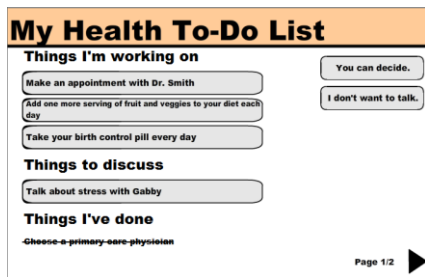 My Health To-Do List
Things I'm working on
Make an appointment with Dr. Smith
Add one more serving of fruit and veggies to your diet each
day
Take your birth control pill every day
Things to discuss
Talk about stress with Gabby
Things I've done
Choose a primary care physician
You can decide.
I don't want to talk.
Page 1/2